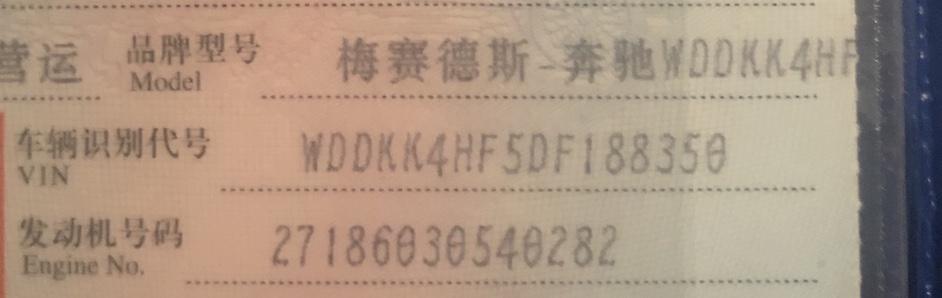 营运 品牌型号 梅赛德斯-奔驰WDDKK4HF
Model
车辆识别代号 WDDKK4HF5DF188350
VIN
发动机号码 27186030540282
Engine No.